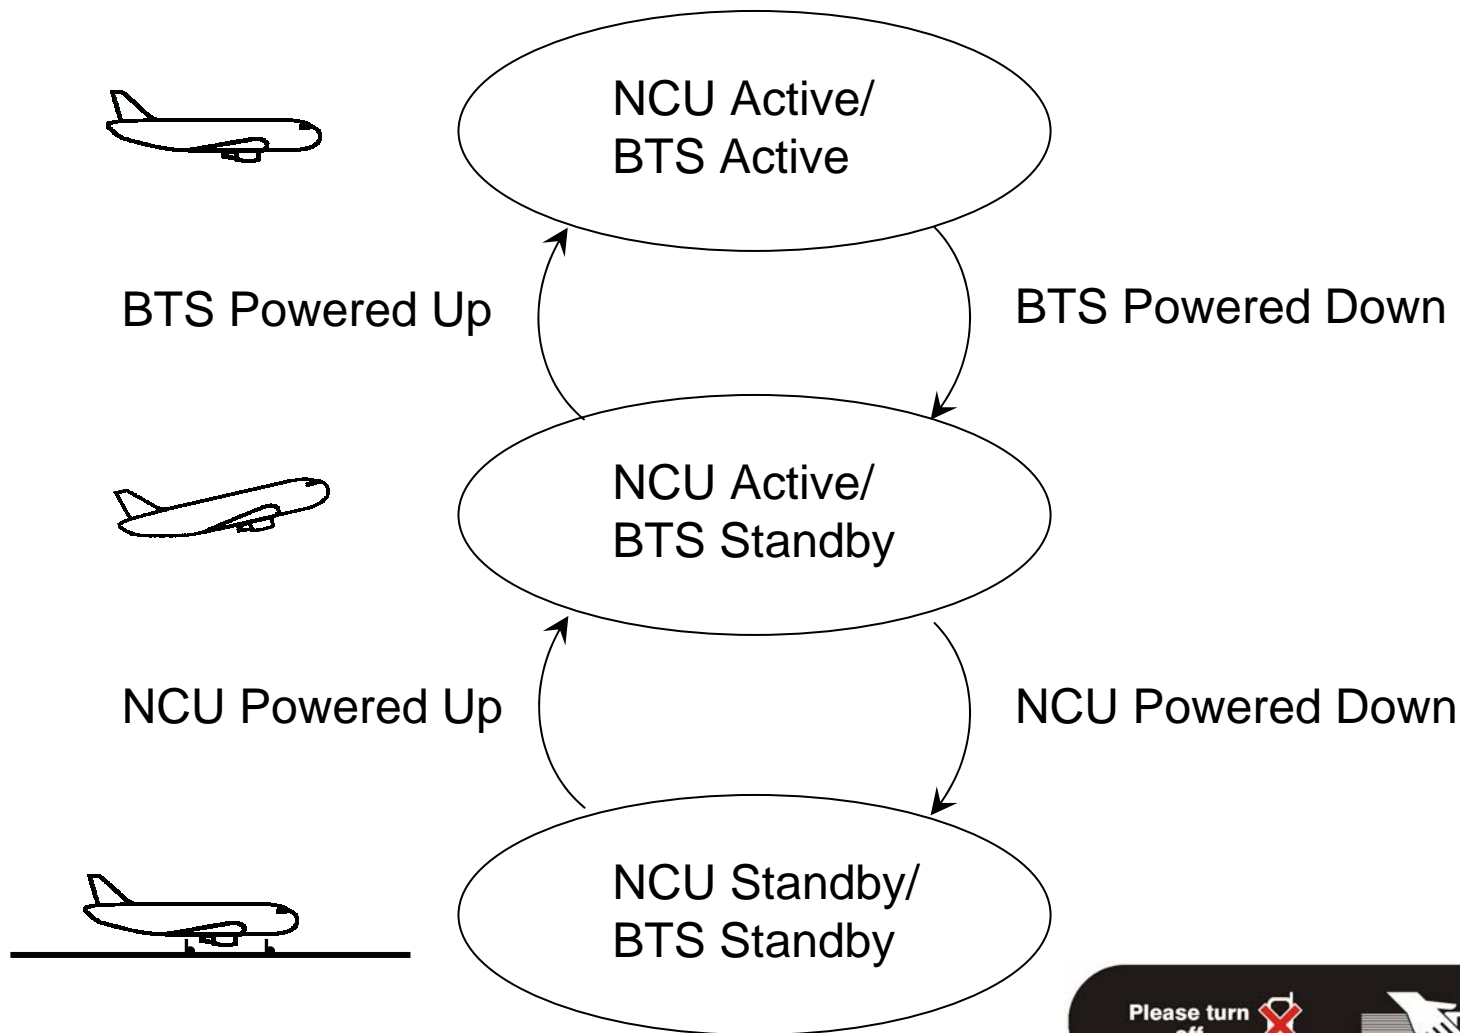 NCU Active/
BTS Active
BTS Powered Up
BTS Powered Down
NCU Active/
BTS Standby
NCU Powered Up
NCU Powered Down
NCU Standby/
BTS Standby
Please turn
off